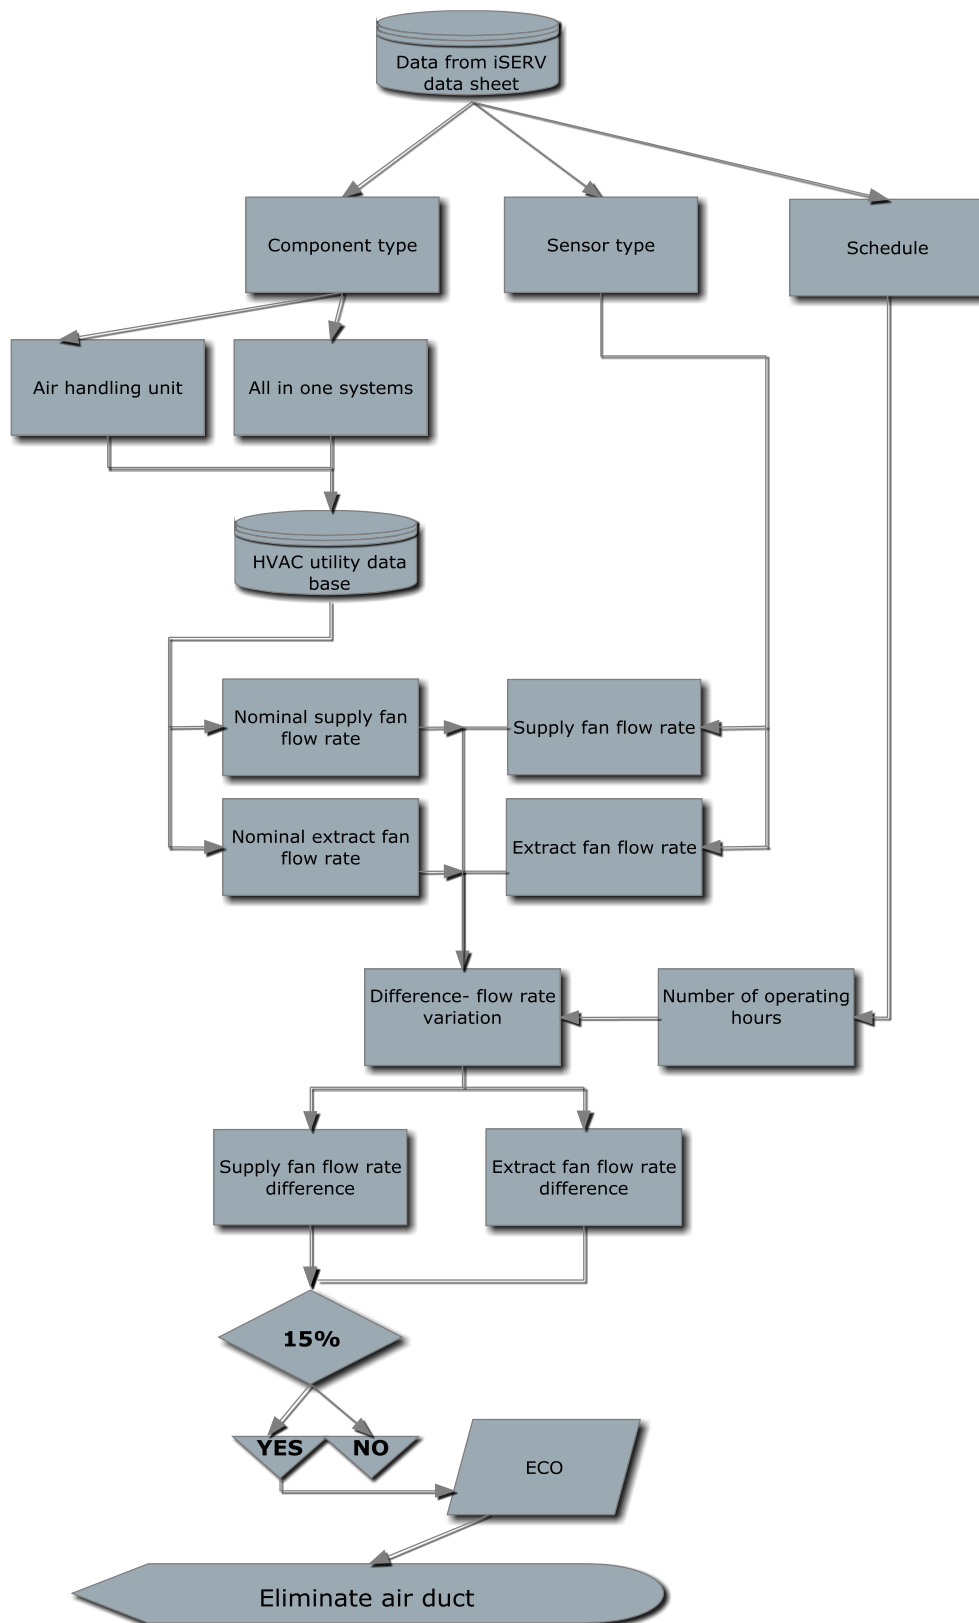 Data from iSERV
data sheet
Component type
Sensor type
Schedule
Air handling unit
All in one systems
HVAC utility data
base
Nominal supply fan
flow rate
Supply fan flow rate
Nominal extract fan
flow rate
Extract fan flow rate
Difference- flow rate
variation
Number of operating
hours
Supply fan flow rate
difference
Extract fan flow rate
difference
15%
YES
NO
ECO
Eliminate air duct